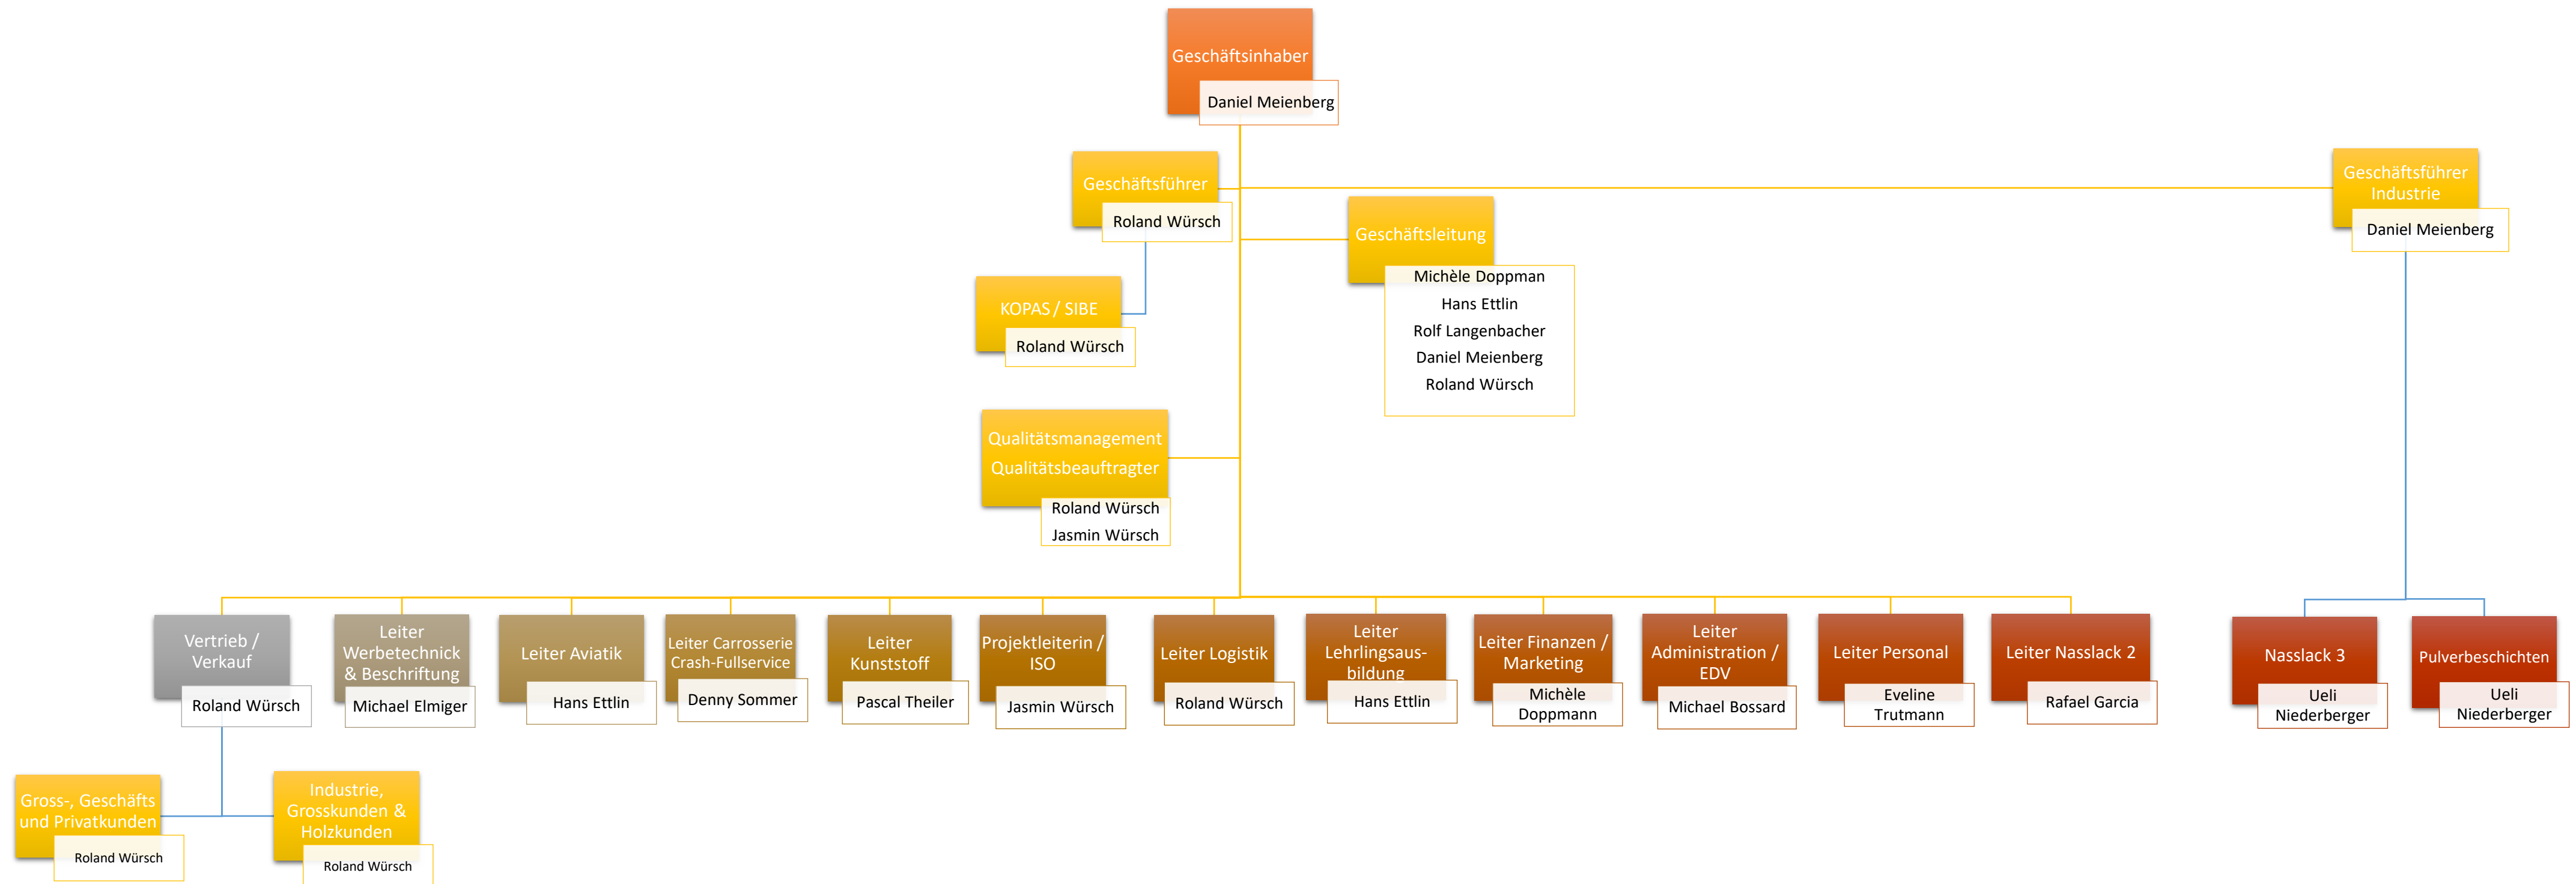 Geschäftsinhaber
Daniel Meienberg
Geschäftsführer
Roland Würsch
Geschäftsführer
Industrie
Daniel Meienberg
Geschäftsleitung
Michèle Doppman
Hans Ettlin
Rolf Langenbacher
Daniel Meienberg
Roland Würsch
KOPAS / SIBE
Roland Würsch
Qualitätsmanagement
Qualitätsbeauftragter
Roland Würsch
Jasmin Würsch
Vertrieb /
Verkauf
Roland Würsch
Leiter
Werbetechnick
& Beschriftung
Michael Elmiger
Leiter Aviatik
Hans Ettlin
Leiter Carrosserie
Crash-Fullservice
Denny Sommer
Leiter
Kunststoff
Pascal Theiler
Projektleiterin /
ISO
Jasmin Würsch
Leiter Logistik
Roland Würsch
Leiter
Lehrlingsaus-
bildung
Hans Ettlin
Leiter Finanzen /
Marketing
Michèle
Doppmann
Leiter
Administration /
EDV
Michael Bossard
Leiter Personal
Eveline
Trutmann
Leiter Nasslack 2
Rafael Garcia
Nasslack 3
Ueli
Niederberger
Pulverbeschichten
Ueli
Niederberger
Gross-, Geschäfts
und Privatkunden
Roland Würsch
Industrie,
Grosskunden &
Holzkunden
Roland Würsch